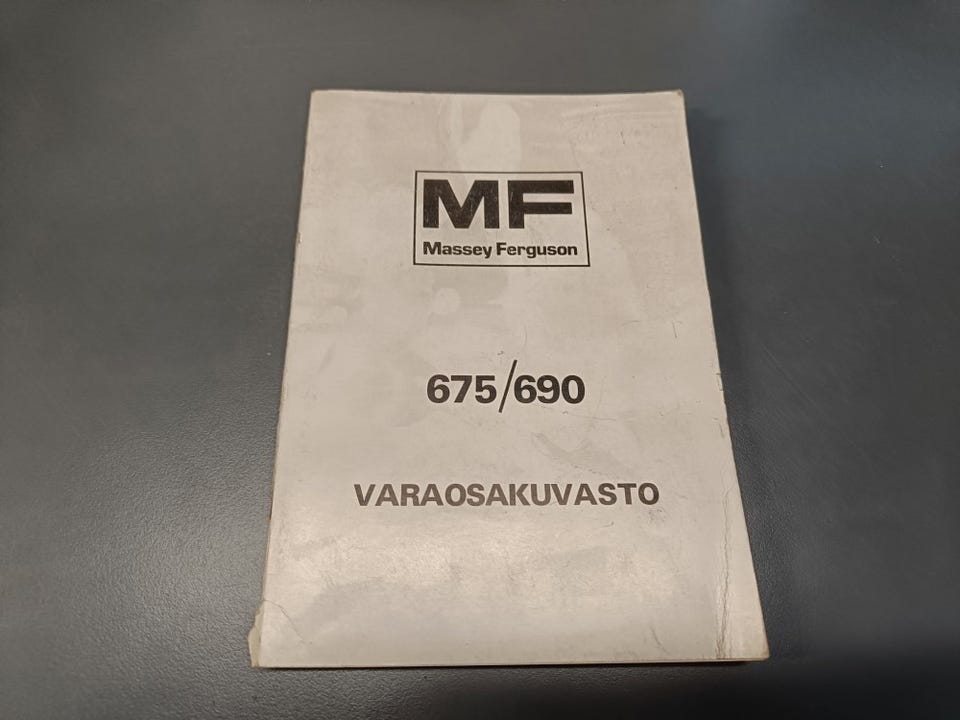 MF
Massey Ferguson
675/690
VARAOSAKUVASTO